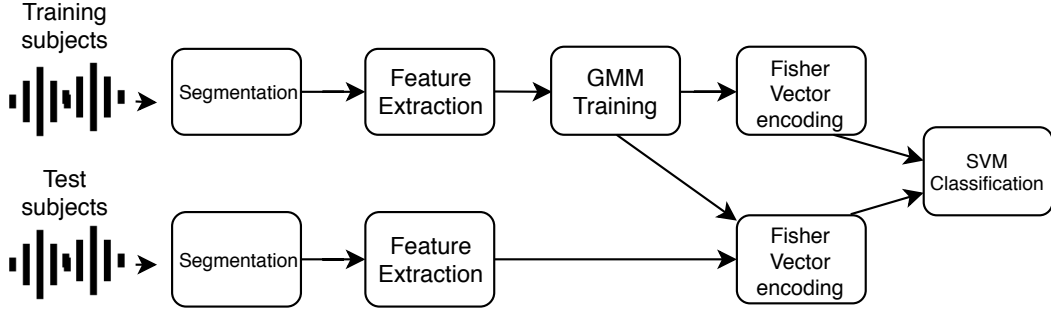 Training
subjects
Segmentation
Feature
Extraction
GMM
Training
Fisher
Vector
encoding
SVM
Classification
Test
subjects
Segmentation
Feature
Extraction
Fisher
Vector
encoding